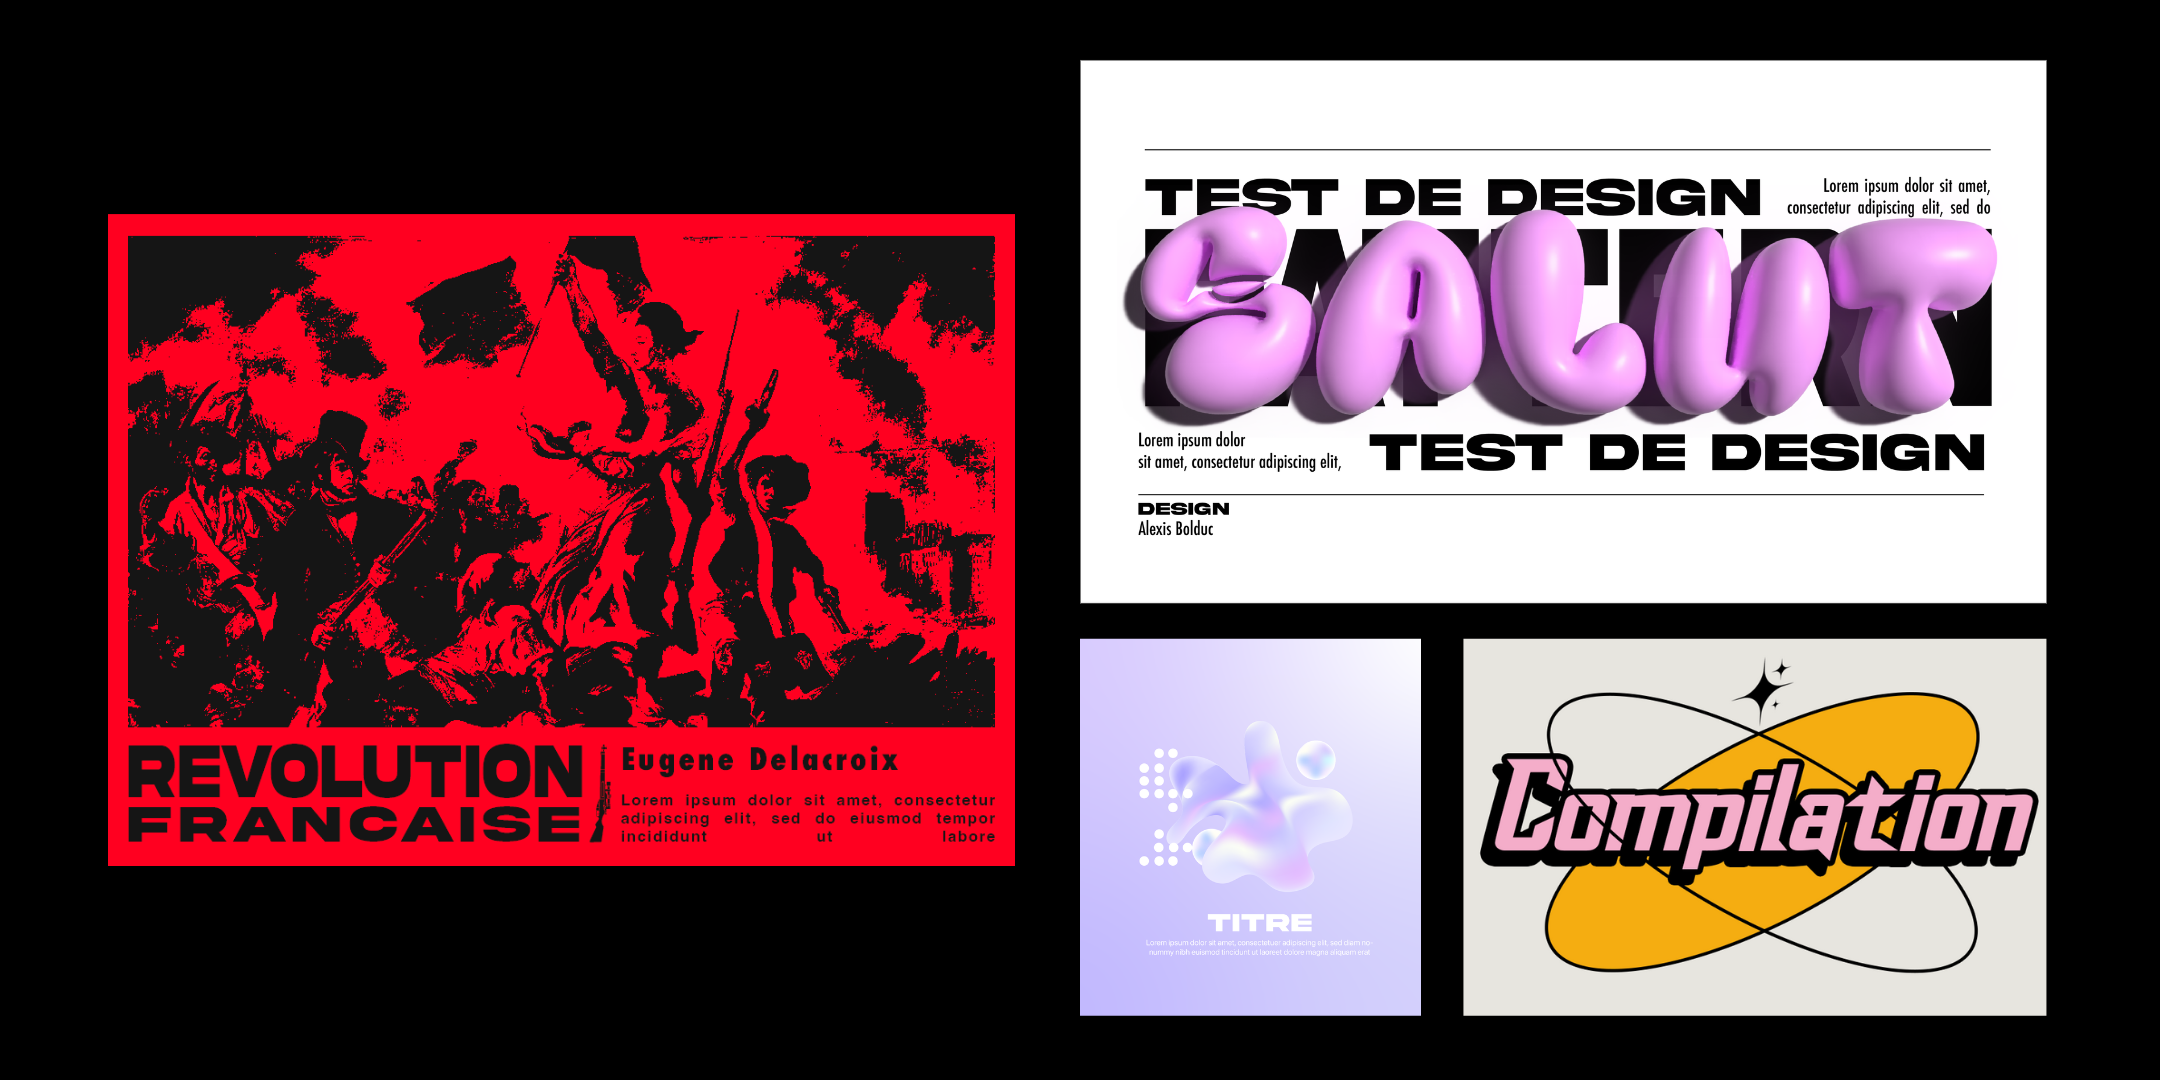 REVOLUTION
FRANCAISE
Eugene Delacroix
Lorem ipsum dolor sit amet, consectetur
adipiscing elit, sed do eiusmod tempor
incididunt ut labore
TEST DE DESIGN
Lorem ipsum dolor sit amet,
consectetur adipiscing elit, sed do
SALUT
Lorem ipsum dolor
sit amet, consectetur adipiscing elit,
TEST DE DESIGN
DESIGN
Alexis Bolduc
TITRE
Lorem ipsum dolor sit amet, consectetuer adipiscing elit, sed diam no-
nummy nibh euismod tincidunt ut laoreet dolore magna aliquam erat
Compilation